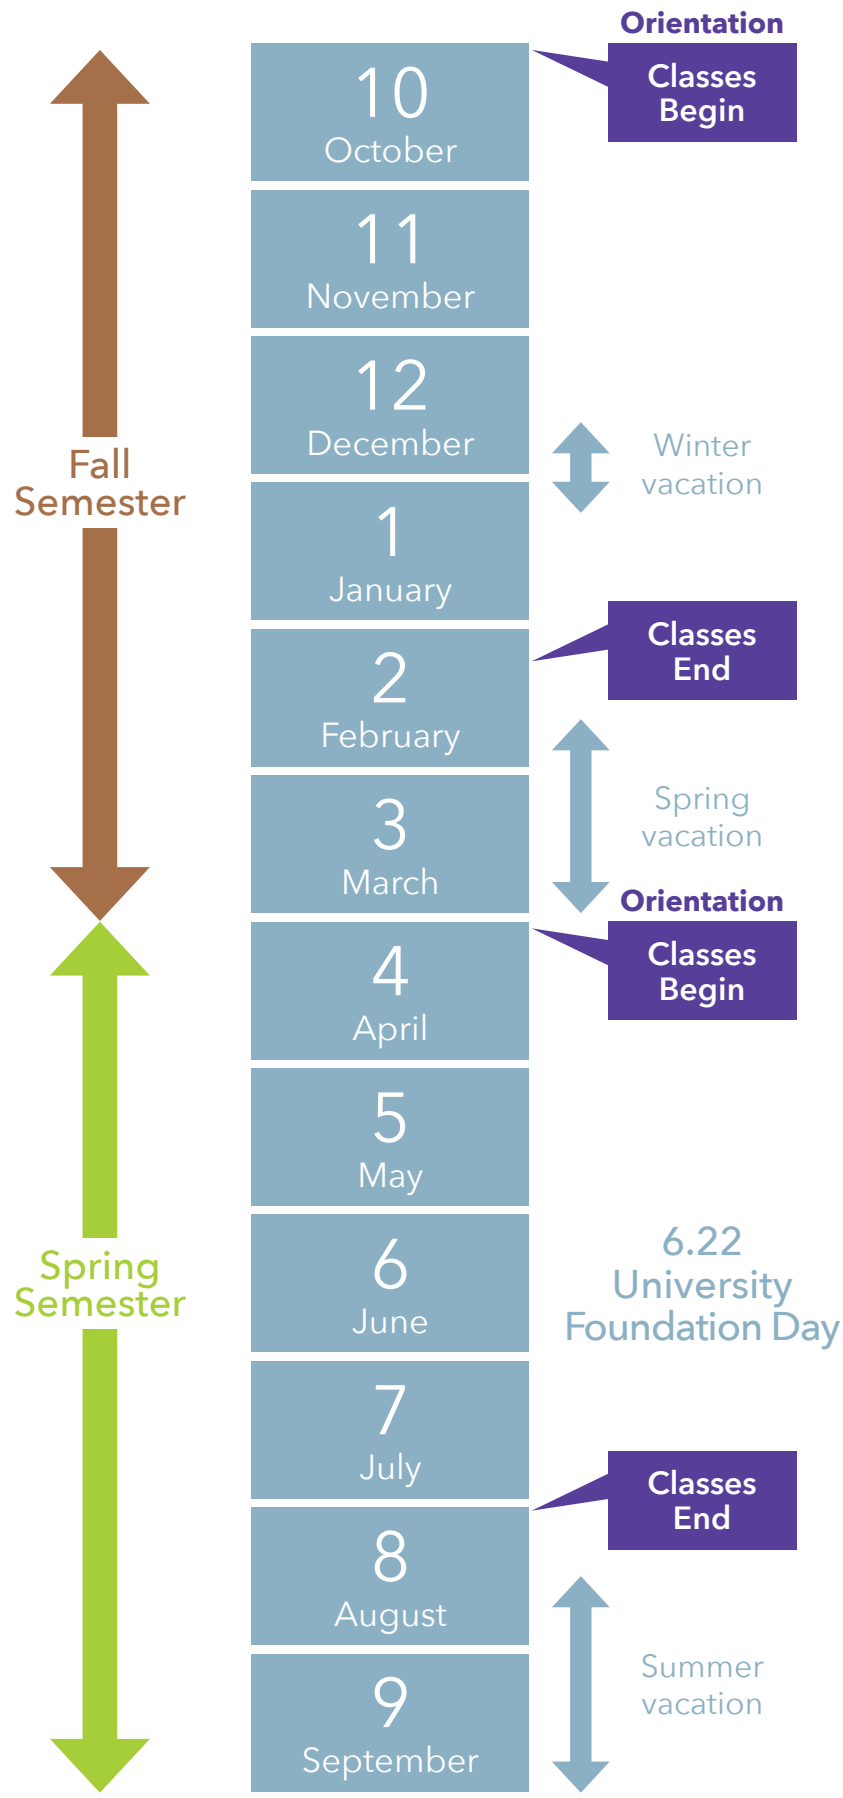 Orientation
Classes
Begin
10
October
11
November
12
December
Winter
vacation
Fall
Semester
1
January
2
February
Classes
End
Spring
vacation
3
March
Orientation
Classes
Begin
4
April
5
May
6
June
6.22
University
Foundation Day
Spring
Semester
7
July
Classes
End
8
August
Summer
vacation
9
September